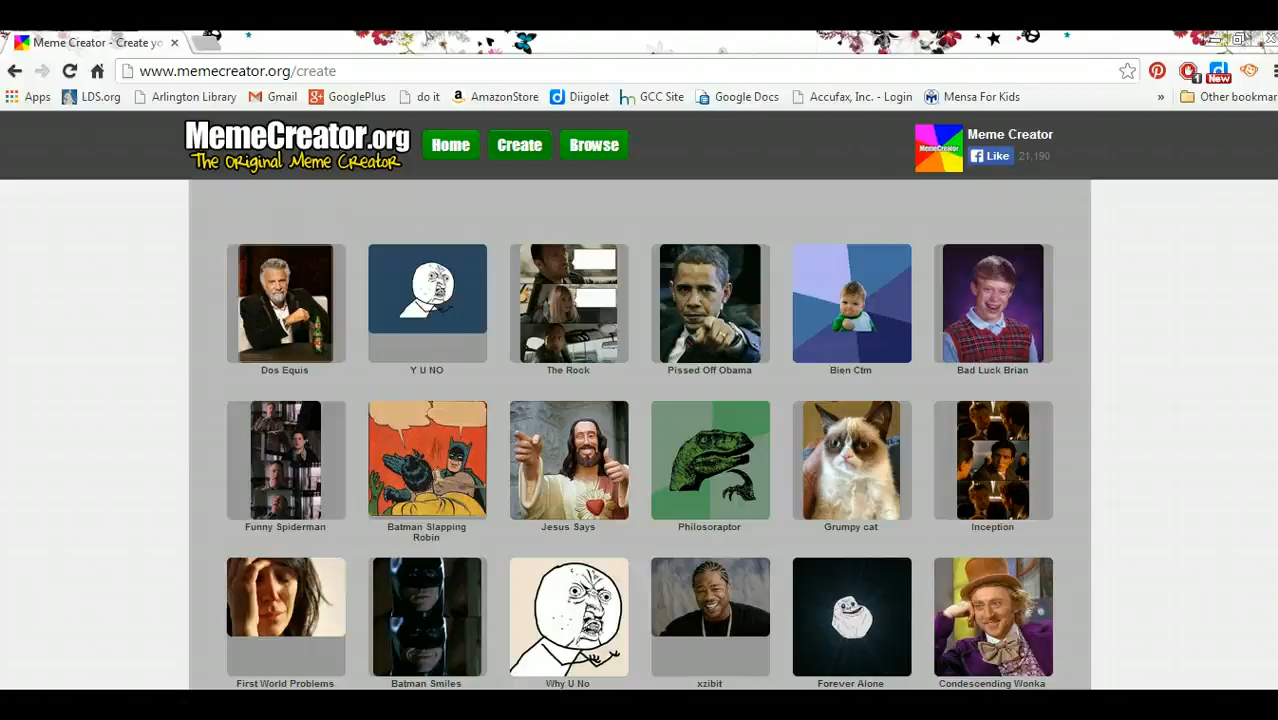 Meme Creator - Create yo
www.memecreator.org/create
Apps LDS.org Arlington Library Gmail GooglePlus do it AmazonStore Diigolet GCC Site Google Docs Accufax, Inc. - Login Mensa For Kids » Other bookmar
New
1
MemeCreator.org
The Original Meme Creator
Home Create Browse
MemeCreator
Meme Creator
Like 21,190
Dos Equis Y U NO The Rock Pissed Off Obama Bien Ctm Bad Luck Brian
Funny Spiderman Batman Slapping Jesus Says Philosoraptor Grumpy cat Inception
Robin
First World Problems Batman Smiles Why U No xzibit Forever Alone Condescending Wonka